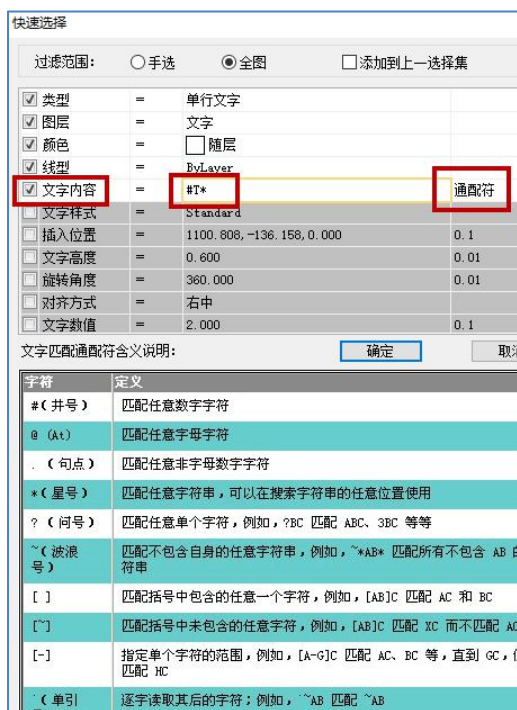 快速选择
过滤范围： 手选 全图 添加到上一选择集
类型 = 单行文字
图层 = 文字
颜色 = 随层
线型 = ByLayer
文字内容 = #T* 通配符
文字样式 = Standard
插入位置 = 1100.808,-136.158,0.000 0.1
文字高度 = 0.600 0.01
旋转角度 = 360.000 0.01
对齐方式 = 右中
文字数值 = 2.000 0.1
文字匹配通配符含义说明： 确定
字符 定义
#(井号) 匹配任意数字字符
@ (At) 匹配任意字母字符
. (句点) 匹配任意非字母数字字符
*(星号) 匹配任意字符串，可以在搜索字符串的任意位置使用
? (问号) 匹配任意单个字符，例如，?BC 匹配 ABC、3BC 等等
~(波浪 匹配不包含自身的任意字符串，例如，~*AB* 匹配所有不包含 AB
号) 符串
[ ] 匹配括号中包含的任意一个字符，例如，[AB]C 匹配 AC 和 BC
[~] 匹配括号中未包含的任意字符，例如，[AB]C 匹配 XC 而不匹配 AC
[-] 指定单个字符的范围，例如，[A-G]C 匹配 AC、BC 等，直到 GC，
匹配 HC
`(单引 逐字读取其后的字符；例如，`~AB 匹配 ~AB